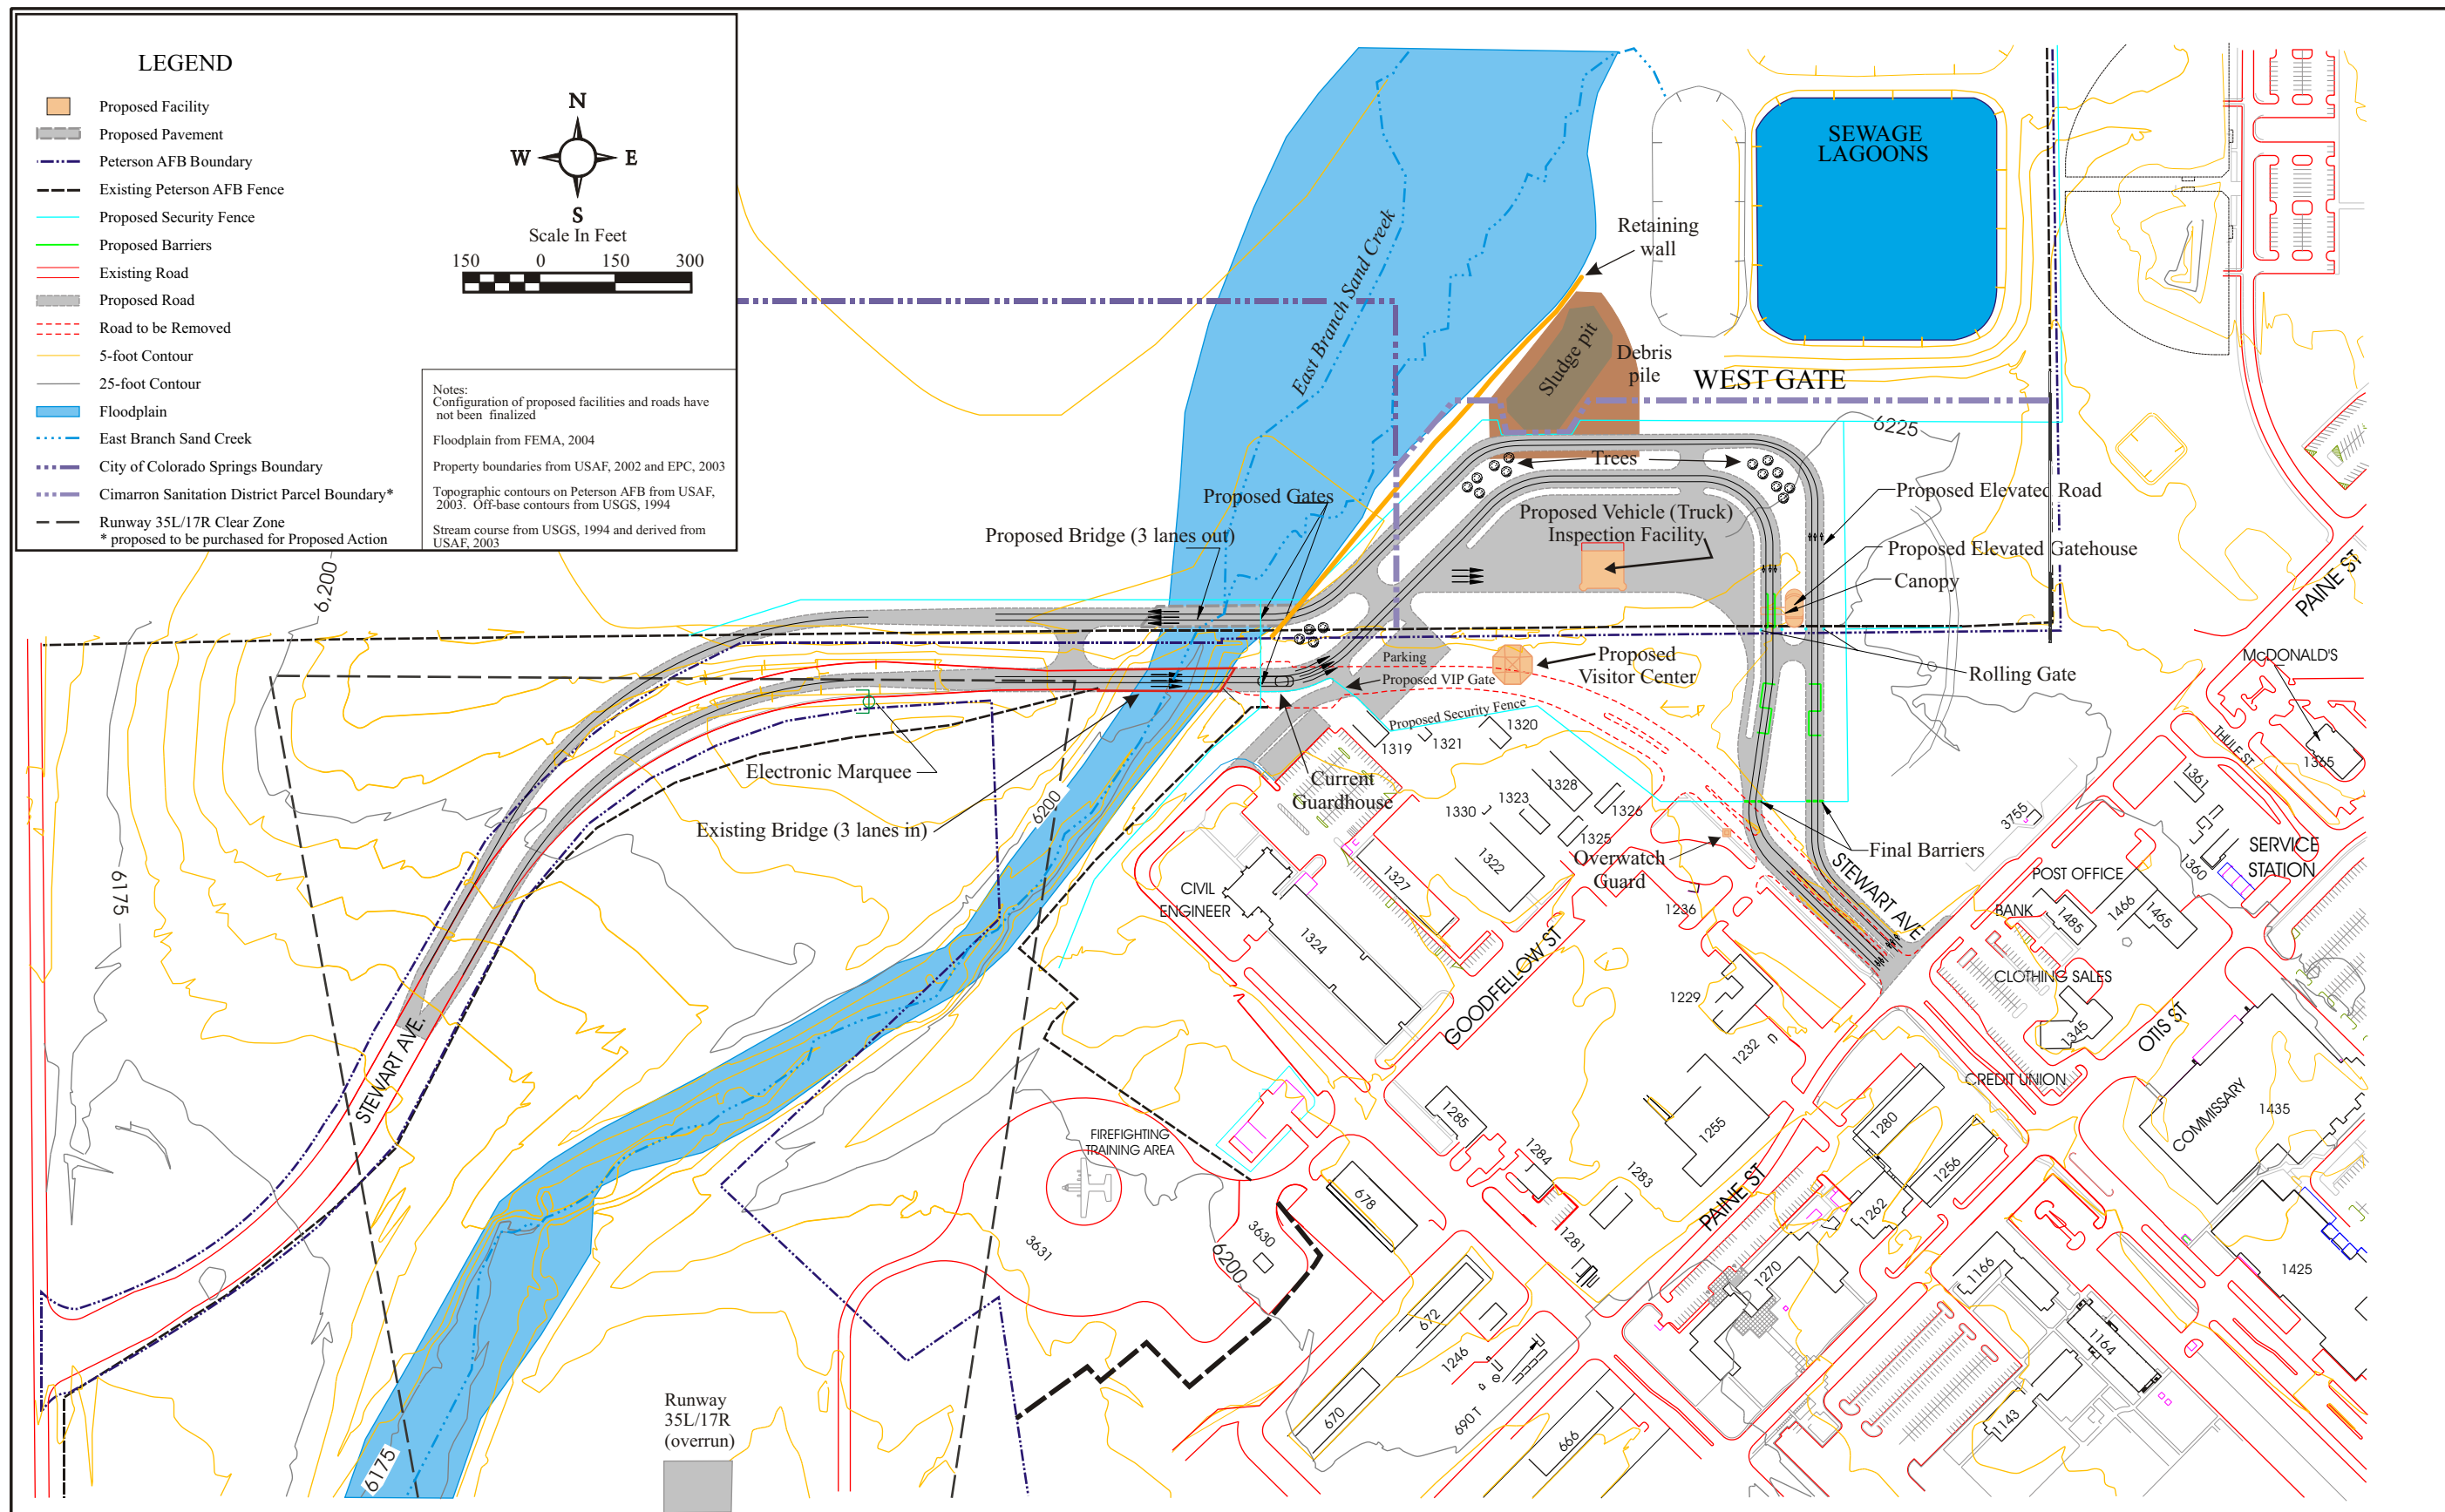 LEGEND
Proposed Facility
Proposed Pavement
Peterson AFB Boundary
Existing Peterson AFB Fence
Proposed Security Fence
Proposed Barriers
Existing Road
Proposed Road
Road to be Removed
5-foot Contour
25-foot Contour
Floodplain
East Branch Sand Creek
City of Colorado Springs Boundary
Cimarron Sanitation District Parcel Boundary*
Runway 35L/17R Clear Zone
* proposed to be purchased for Proposed Action
N
W E
S
Scale In Feet
150 0 150 300
Notes:
Configuration of proposed facilities and roads have
not been finalized
Floodplain from FEMA, 2004
Property boundaries from USAF, 2002 and EPC, 2003
Topographic contours on Peterson AFB from USAF,
2003. Off-base contours from USGS, 1994
Stream course from USGS, 1994 and derived from
USAF, 2003
SEWAGE
LAGOONS
Retaining
wall
East Branch Sand Creek
Sludge pit
Debris
pile
WEST GATE
6225
Trees
Proposed Gates
Proposed Elevated Road
Proposed Vehicle (Truck)
Inspection Facility
Proposed Bridge (3 lanes out)
Proposed Elevated Gatehouse
Canopy
6,200
PAINE ST
Parking
Proposed
Visitor Center
Proposed VIP Gate
Rolling Gate
McDONALD'S
Proposed Security Fence
1319
1321
1320
THULE ST
1365
Electronic Marquee
Current
Guardhouse
1361
1328
1323
1330
1326
1325
6200
3755
Existing Bridge (3 lanes in)
Overwatch
Guard
Final Barriers
SERVICE
STATION
1360
1322
1327
STEWART AVE
POST OFFICE
6175
CIVIL
ENGINEER
1324
1236
BANK
1485
1466
1465
GOODFELLOW ST
CLOTHING SALES
1229
1345
OTIS ST
STEWART AVE.
1232
CREDIT UNION
COMMISSARY
1435
FIREFIGHTING
TRAINING AREA
1285
1255
1280
1284
1283
1256
678
PAINE ST
1262
3631
3630
6200
1281
1270
1166
1425
672
1164
1246
Runway
35L/17R
(overrun)
670
690 T
666
1143
6175